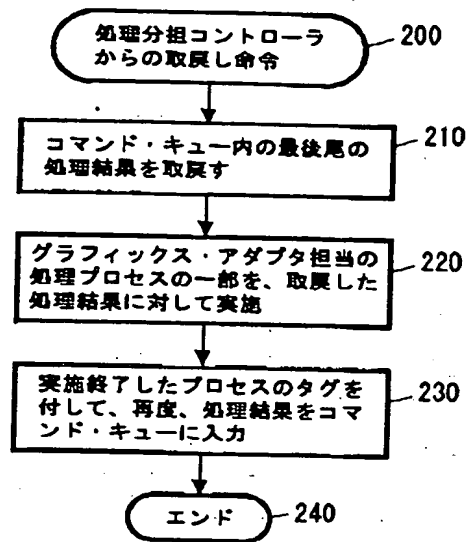 処理分担コントローラ
からの取戻し命令
200
コマンド・キュー内の最後尾の
処理結果を取戻す
210
グラフィックス・アダプタ担当の
処理プロセスの一部を、取戻した
処理結果に対して実施
220
実施終了したプロセスのタグを
付して、再度、処理結果をコマ
ンド・キューに入力
230
エンド
240